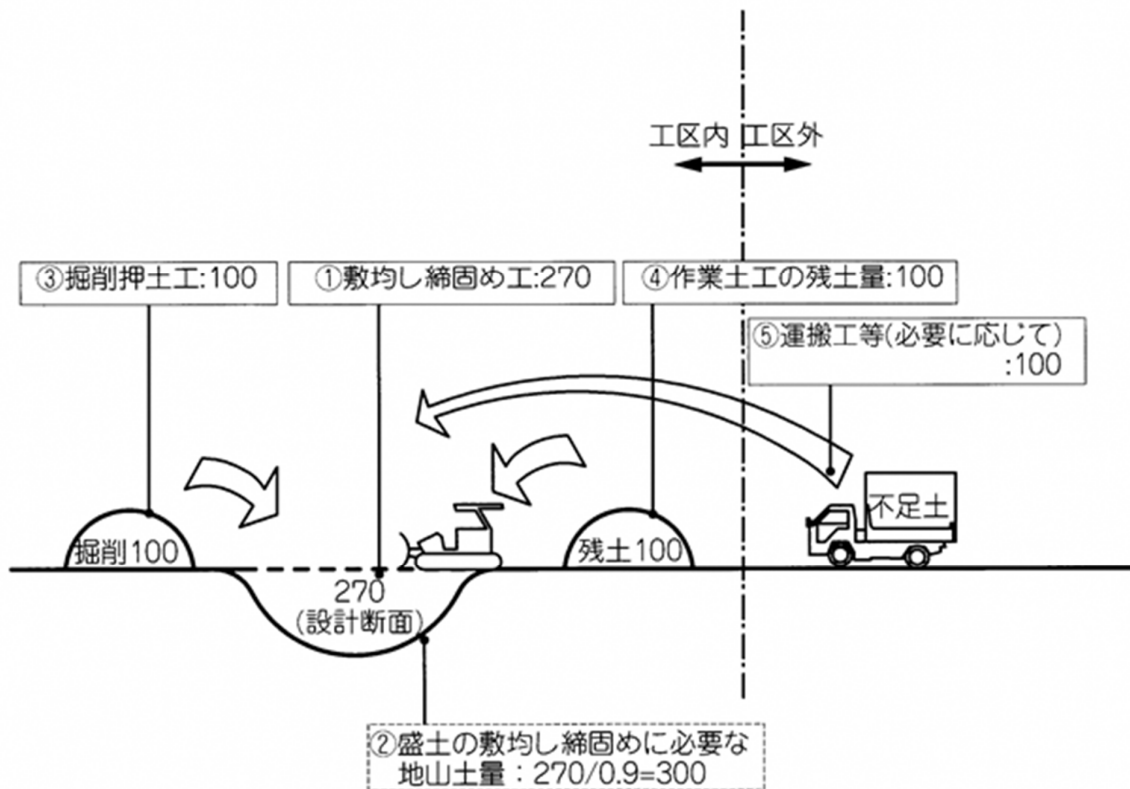 工区内 工区外
③掘削押土工:100
①敷均し締固め工:270
④作業土工の残土量:100
⑤運搬工等(必要に応じて)
:100
掘削100
残土100
不足土
270
(設計断面)
②盛土の敷均し締固めに必要な
地山土量：270/0.9=300